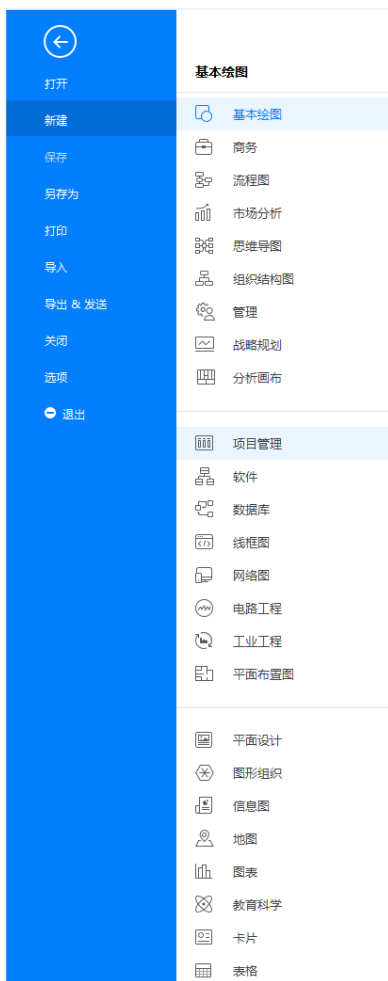 打开
新建
保存
另存为
打印
导入
导出 & 发送
关闭
选项
退出
基本绘图
基本绘图
商务
流程图
市场分析
思维导图
组织结构图
管理
战略规划
分析画布
项目管理
软件
数据库
线框图
网络图
电路工程
工业工程
平面布置图
平面设计
图形组织
信息图
地图
图表
教育科学
卡片
表格